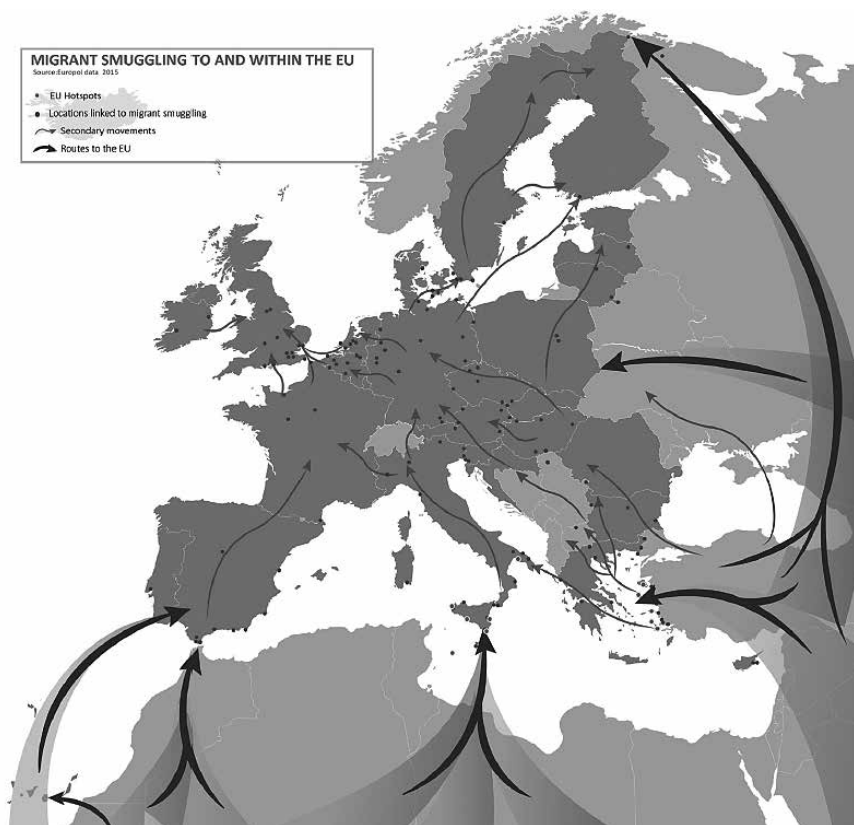 MIGRANT SMUGGLING TO AND WITHIN THE EU
Source:Europol data 2015
EU Hotspots
Locations linked to migrant smuggling
Secondary movements
Routes to the EU